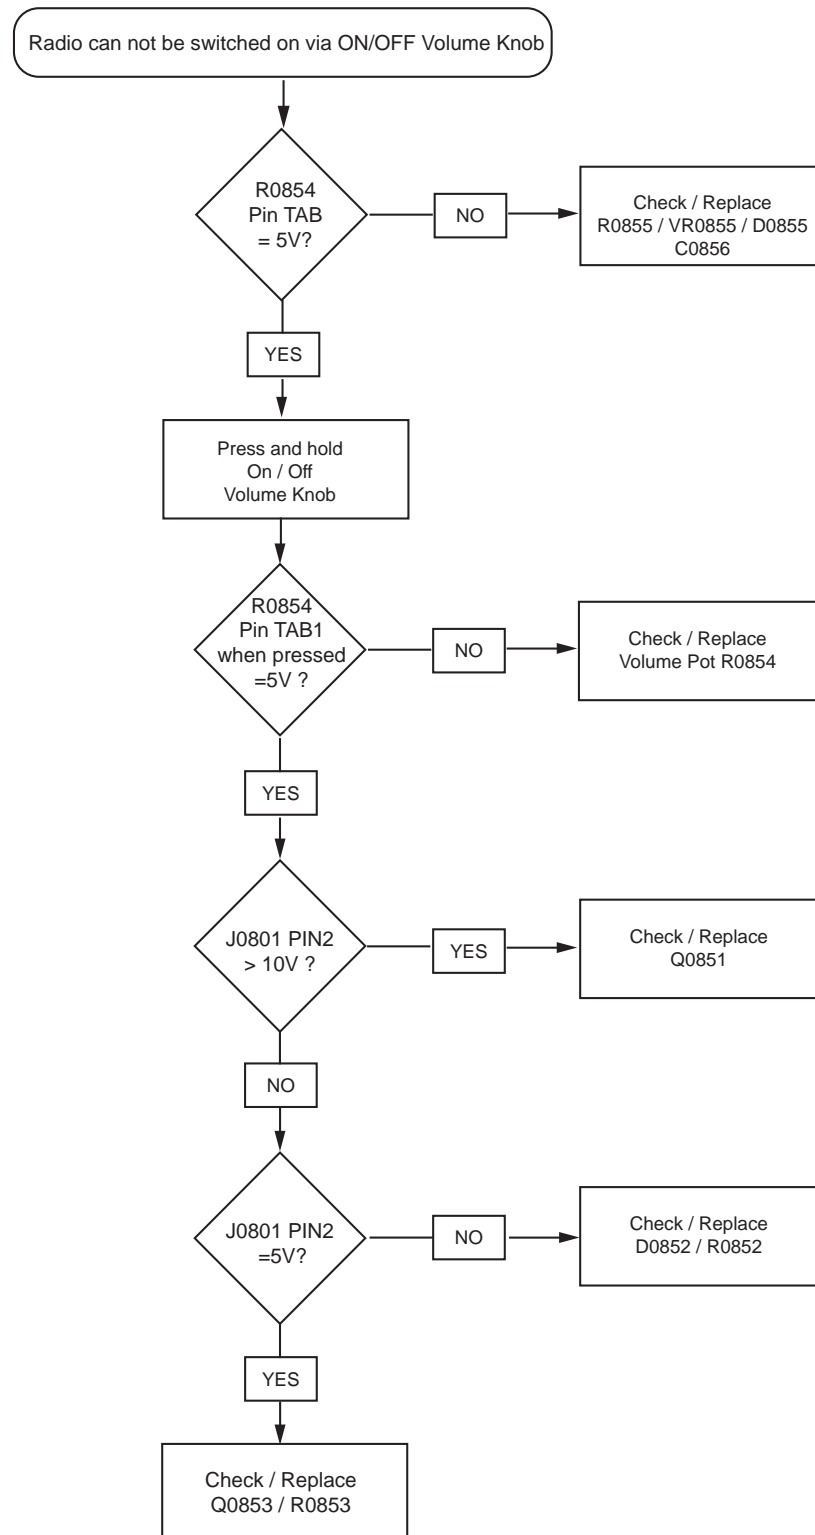 Radio can not be switched on via ON/OFF Volume Knob
R0854
Pin TAB
= 5V?
NO
Check / Replace
R0855 / VR0855 / D0855
C0856
YES
Press and hold
On / Off
Volume Knob
R0854
Pin TAB1
when pressed
=5V ?
NO
Check / Replace
Volume Pot R0854
YES
J0801 PIN2
> 10V ?
YES
Check / Replace
Q0851
NO
J0801 PIN2
=5V?
NO
Check / Replace
D0852 / R0852
YES
Check / Replace
Q0853 / R0853